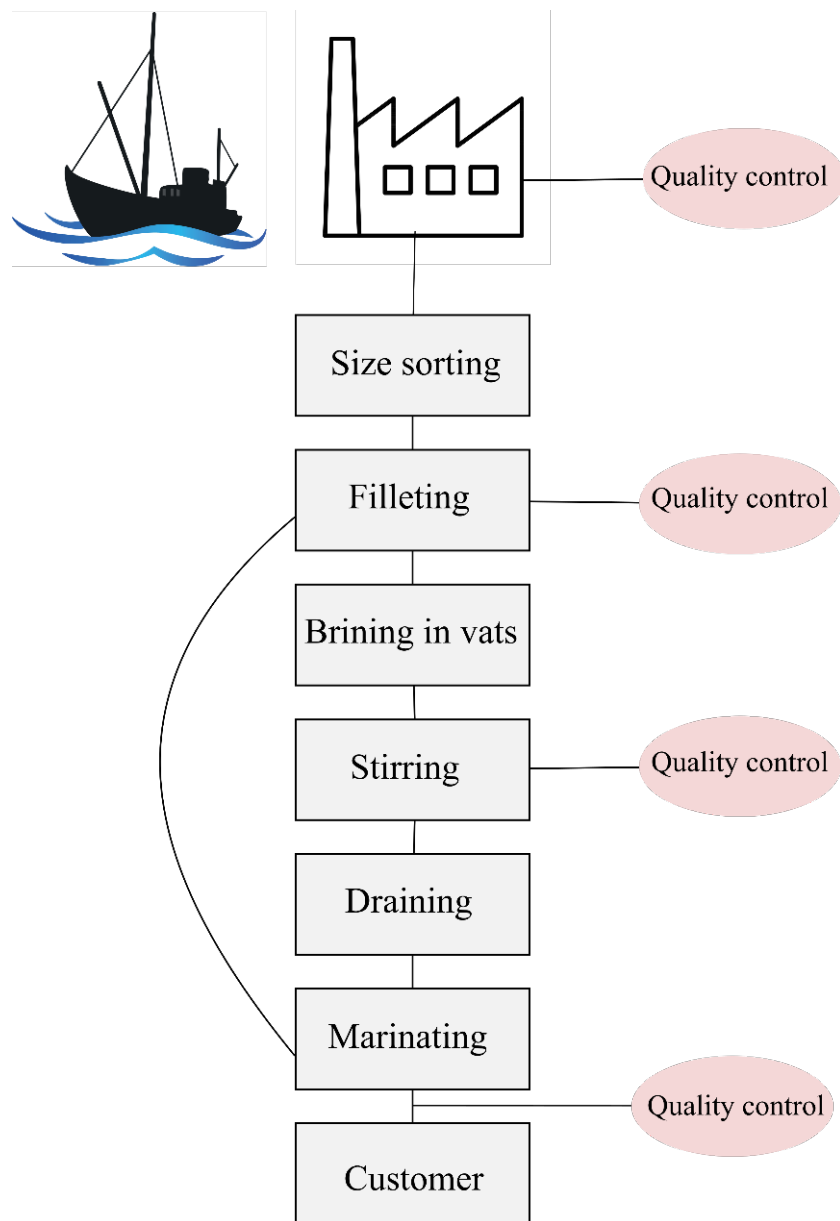 Quality control
Size sorting
Filleting
Quality control
Brining in vats
Stirring
Quality control
Draining
Marinating
Quality control
Customer